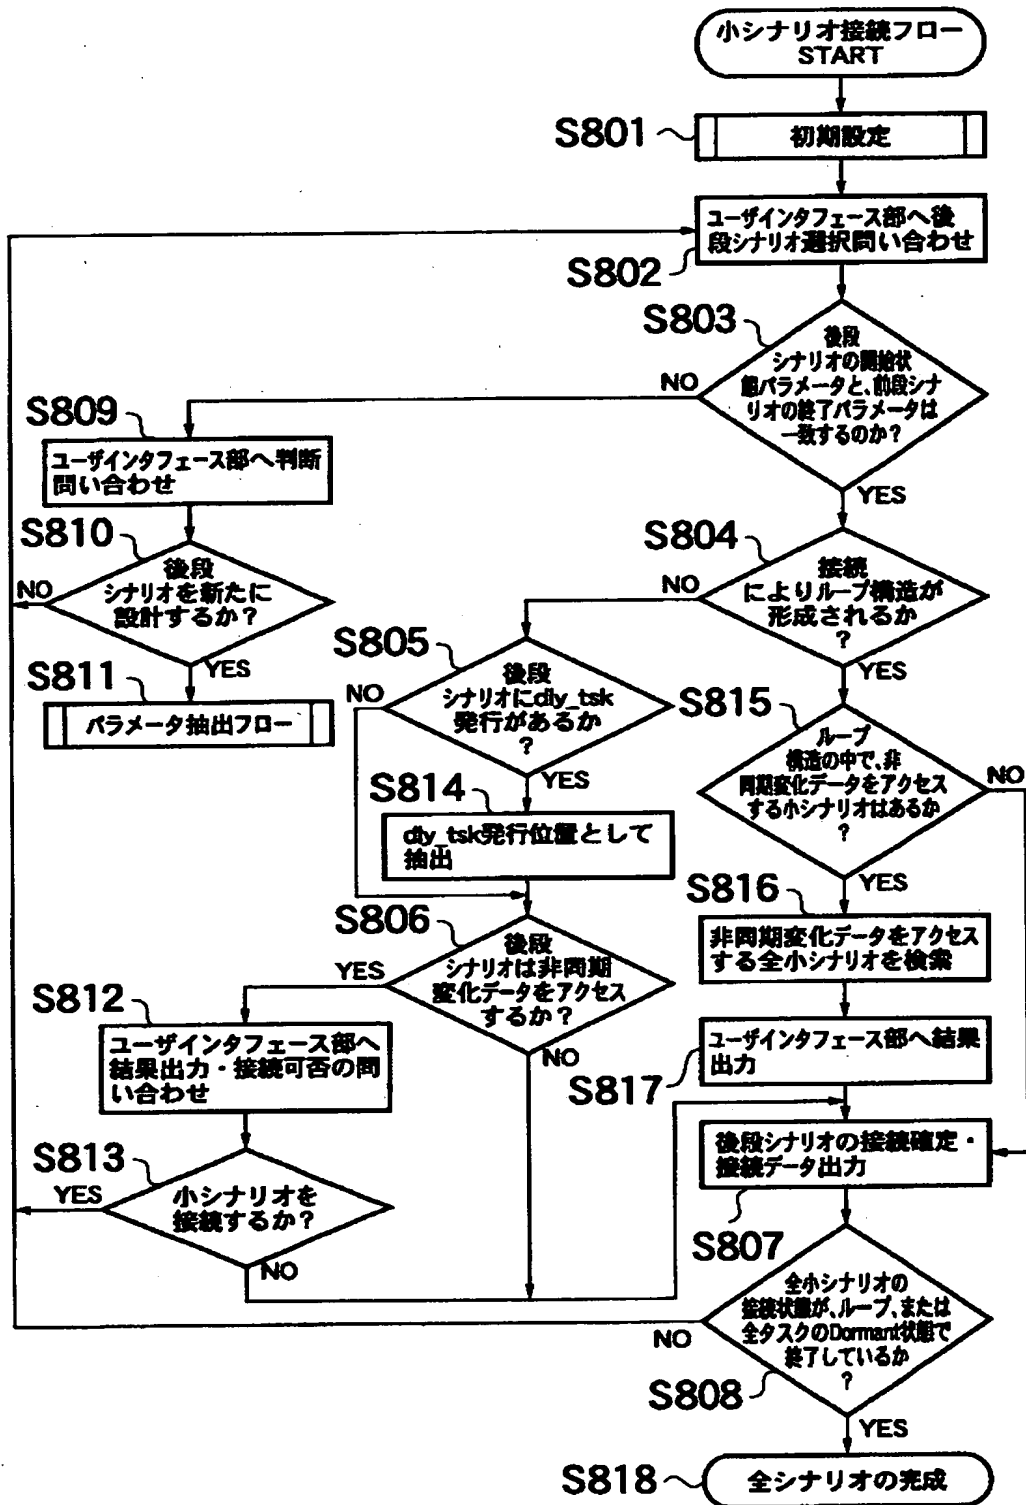 小シナリオ接続フロー
START
S801
初期設定
ユーザインタフェース部へ後
段シナリオ選択問い合わせ
S802
S803
後段
シナリオの開始状
態パラメータと、前段シナ
リオの終了パラメータは
一致するのか?
NO
YES
S809
ユーザインタフェース部へ判断
問い合わせ
S810
後段
シナリオを新たに
設計するか?
NO
YES
S811
パラメータ抽出フロー
S804
接続
によりループ構造が
形成されるか
?
NO
YES
S805
後段
シナリオにdly_tsk
発行があるか
?
NO
YES
S814
dly_tsk発行位置として
抽出
S806
後段
シナリオは非同期
変化データをアクセス
するか?
YES
NO
S812
ユーザインタフェース部へ
結果出力・接続可否の問
い合わせ
S813
小シナリオを
接続するか?
YES
NO
S815
ループ
構造の中で、非
同期変化データをアクセス
する小シナリオはあるか
?
NO
YES
S816
非同期変化データをアクセス
する全小シナリオを検索
ユーザインタフェース部へ結果
出力
S817
後段シナリオの接続確定・
接続データ出力
S807
全小シナリオの
接続状態が、ループ、または
全タスクのDormant状態で
終了しているか
?
NO
S808
YES
S818
全シナリオの完成